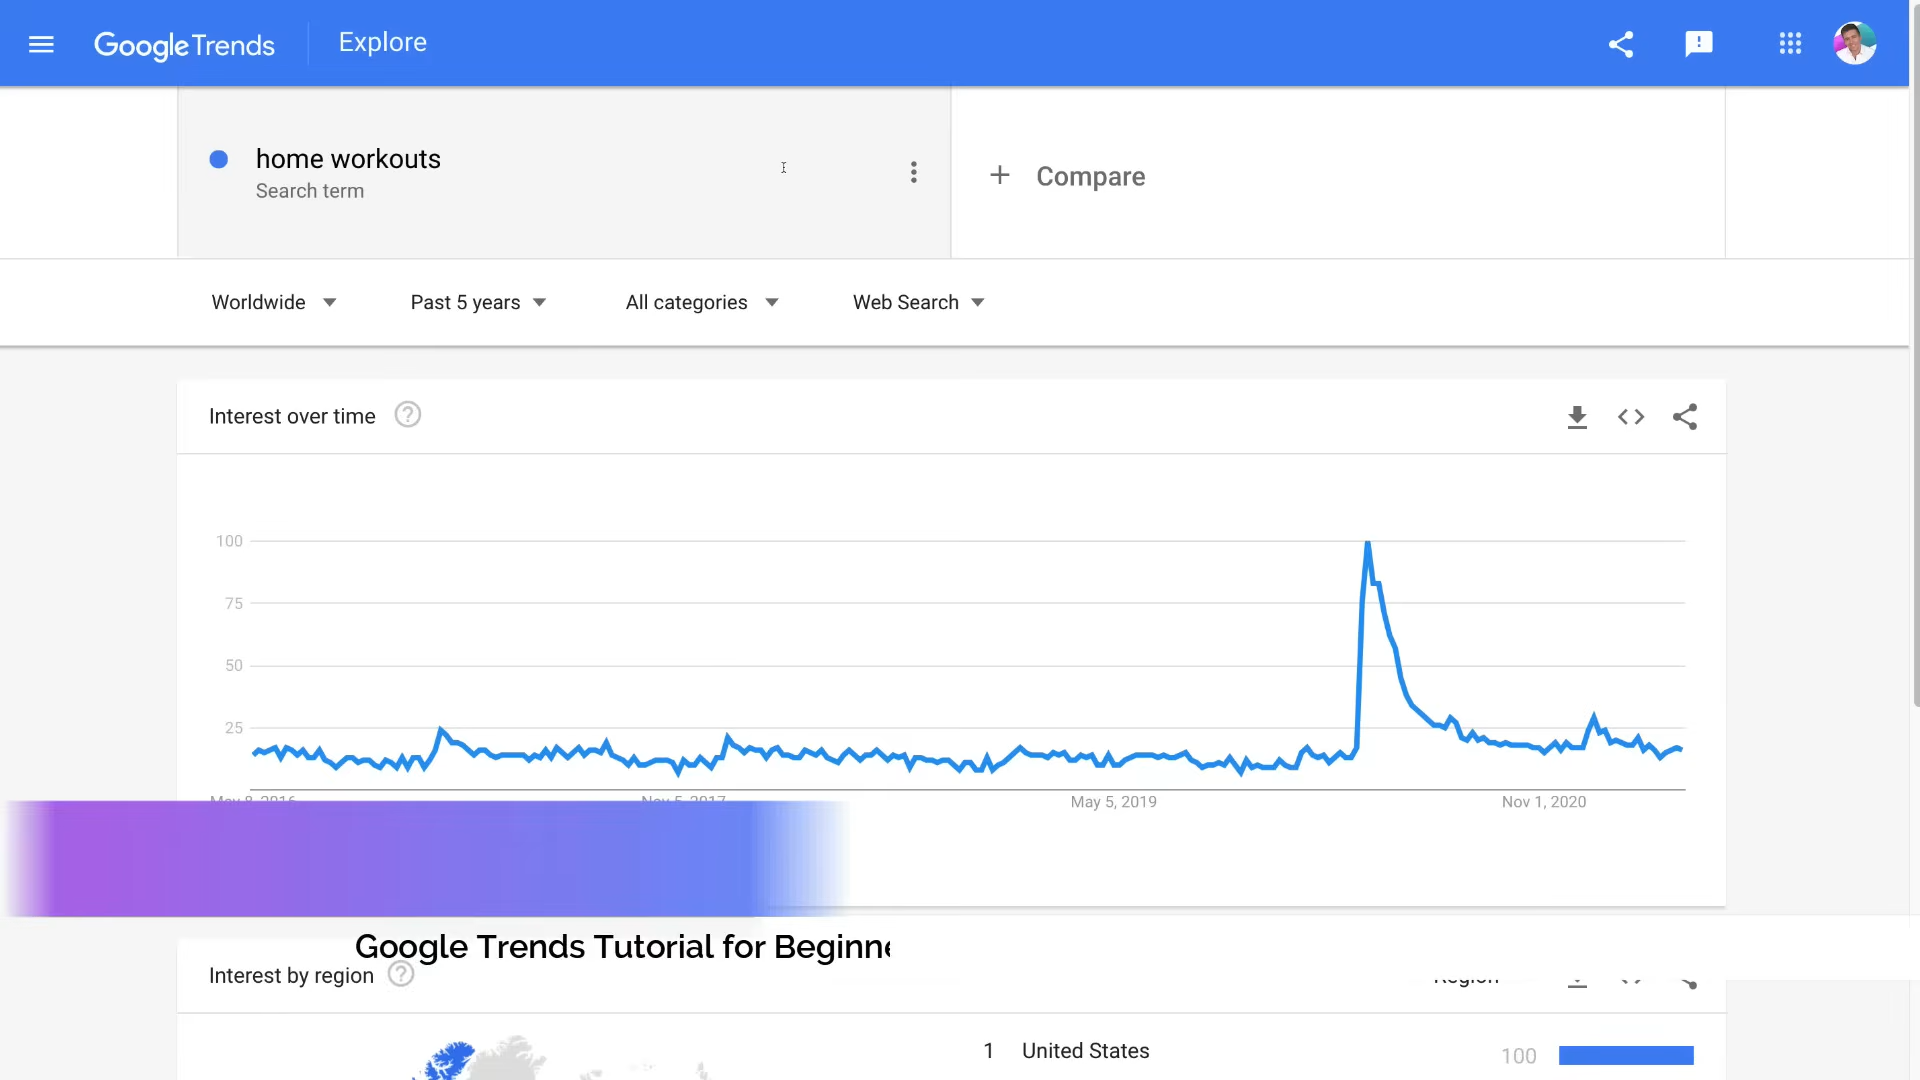 Google Trends
Explore
home workouts
Search term
+ Compare
Worldwide
Past 5 years
All categories
Web Search
Interest over time
100
75
50
25
May 5, 2019
Nov 1, 2020
Google Trends Tutorial for Beginne
Interest by region
Region
1 United States 100